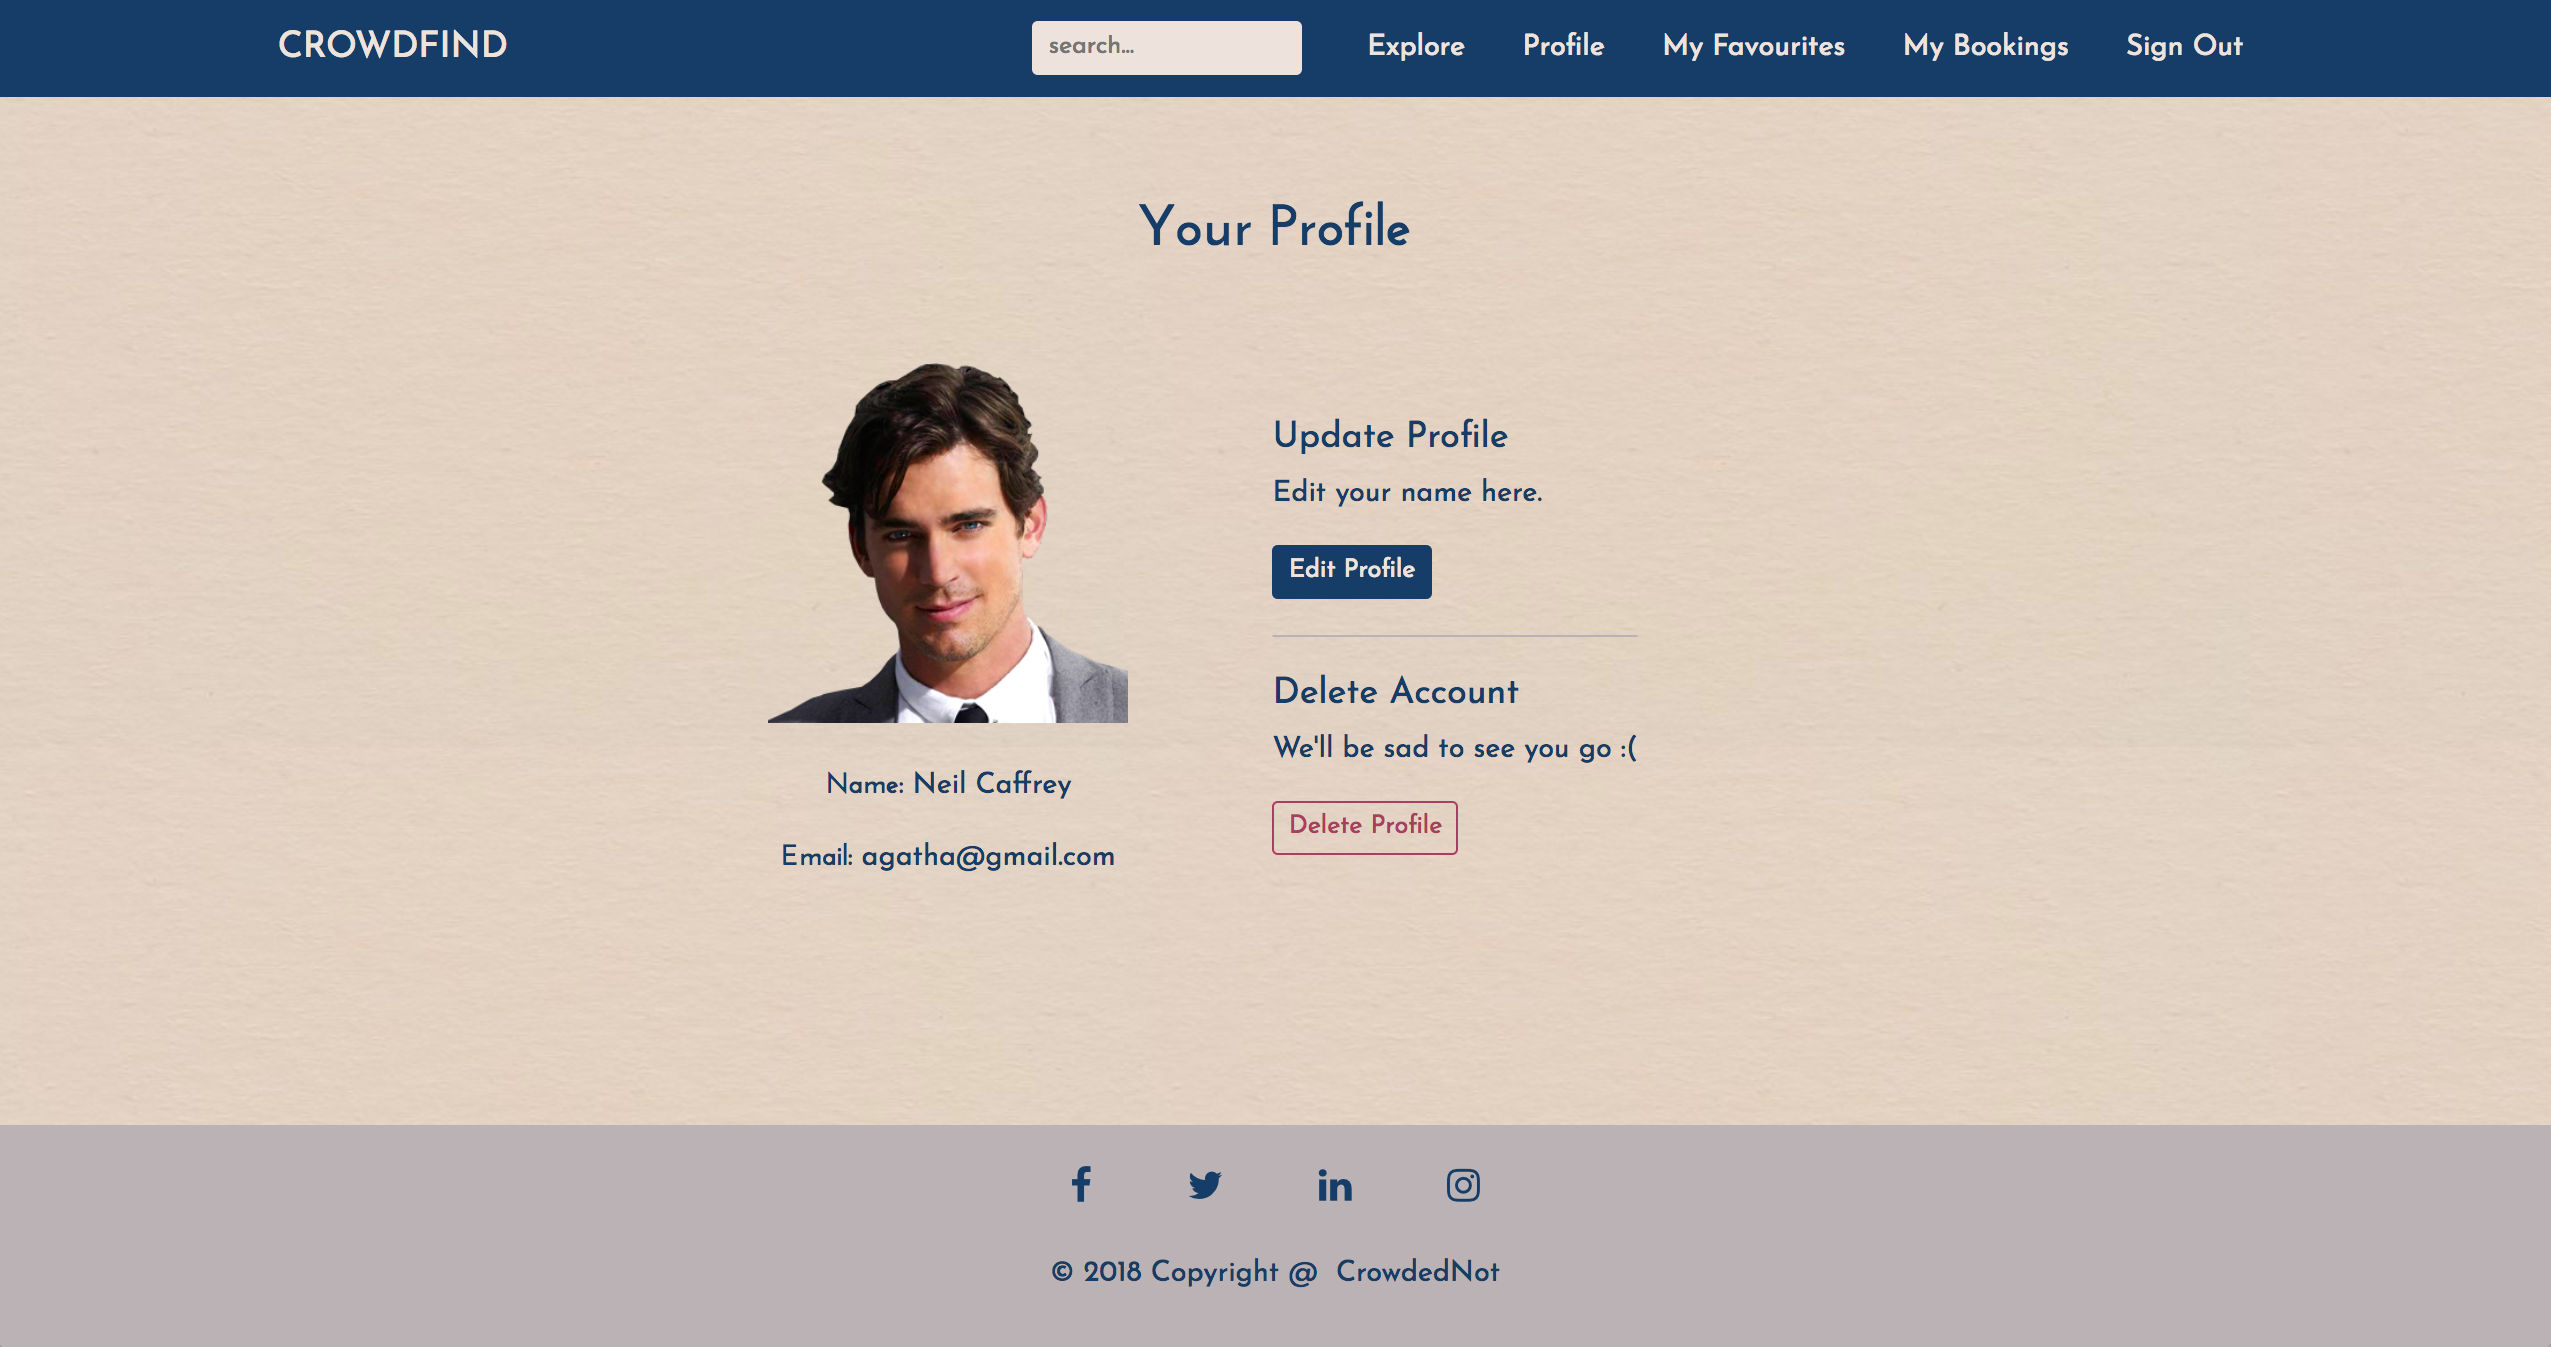 CROWDFIND
search...
Explore
Profile
My Favourites
My Bookings
Sign Out
Your Profile
Name: Neil Caffrey
Email: agatha@gmail.com
Update Profile
Edit your name here.
Edit Profile
Delete Account
We'll be sad to see you go :(
Delete Profile
© 2018 Copyright @ CrowdedNot